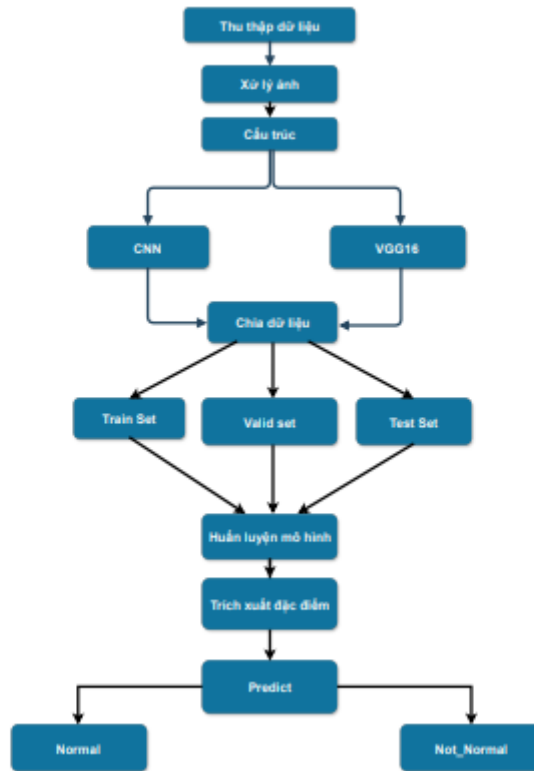 Thu thập dữ liệu
Xử lý ảnh
Cấu trúc
CNN
VGG16
Chia dữ liệu
Train Set
Valid set
Test Set
Huấn luyện mô hình
Trích xuất đặc điểm
Predict
Normal
Not_Normal